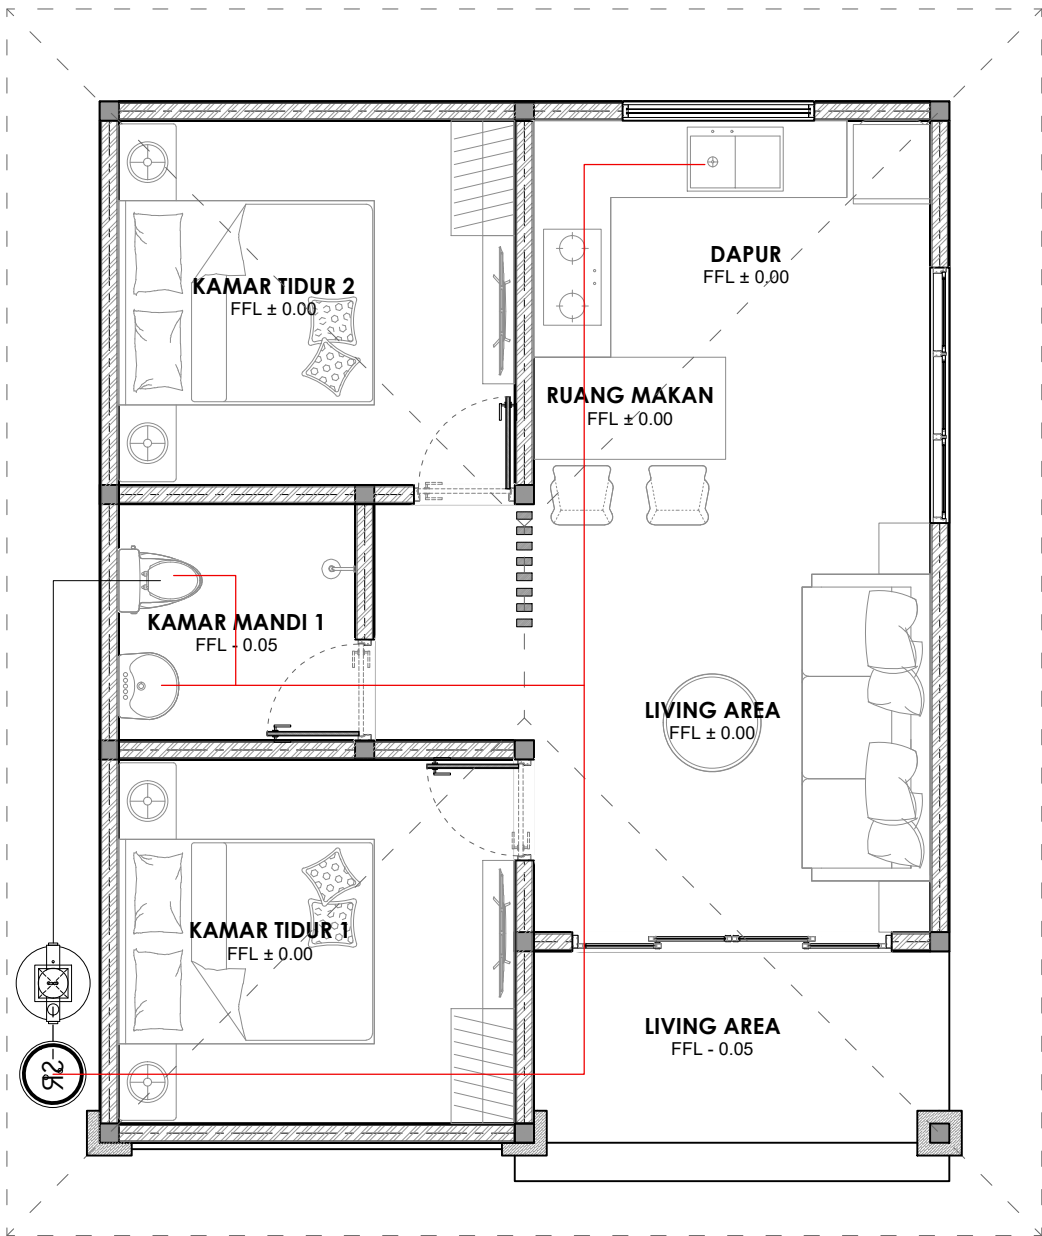 DAPUR
FFL ± 0.00
KAMAR TIDUR 2
FFL ± 0.00
RUANG MAKAN
FFL ± 0.00
KAMAR MANDI 1
FFL - 0.05
LIVING AREA
FFL ± 0.00
KAMAR TIDUR 1
FFL ± 0.00
LIVING AREA
FFL - 0.05
SR